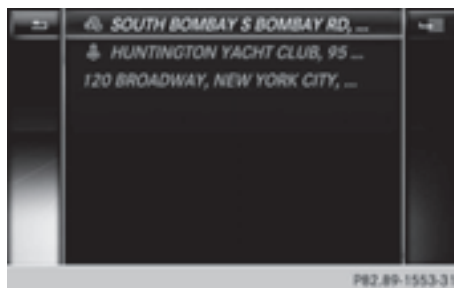 SOUTH BOMBAY S BOMBAY RD, ...
HUNTINGTON YACHT CLUB, 95 ...
120 BROADWAY, NEW YORK CITY, ...
P82.89-1553-31